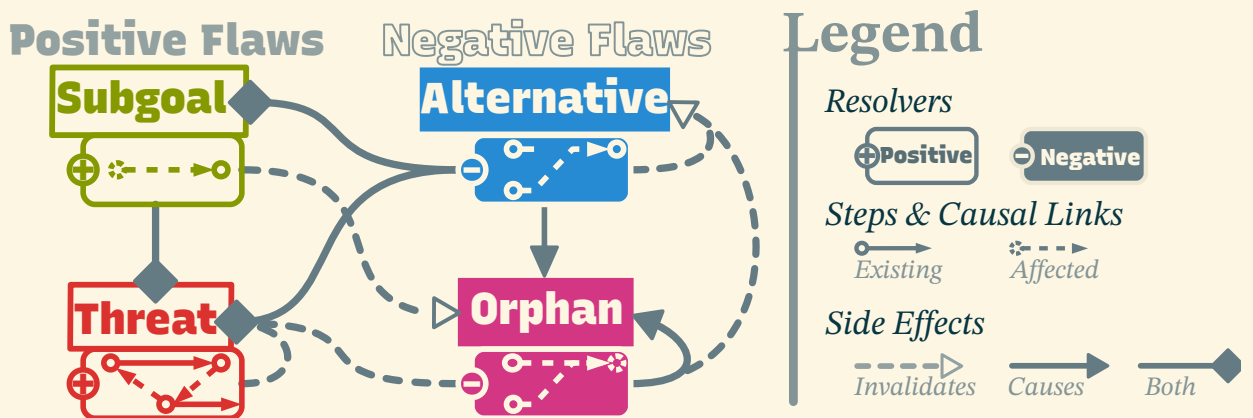 Positive Flaws
Negative Flaws
Legend
Subgoal
Alternative
Resolvers
Positive
Negative
Steps & Causal Links
Existing
Affected
Threat
Orphan
Side Effects
Invalidates
Causes
Both